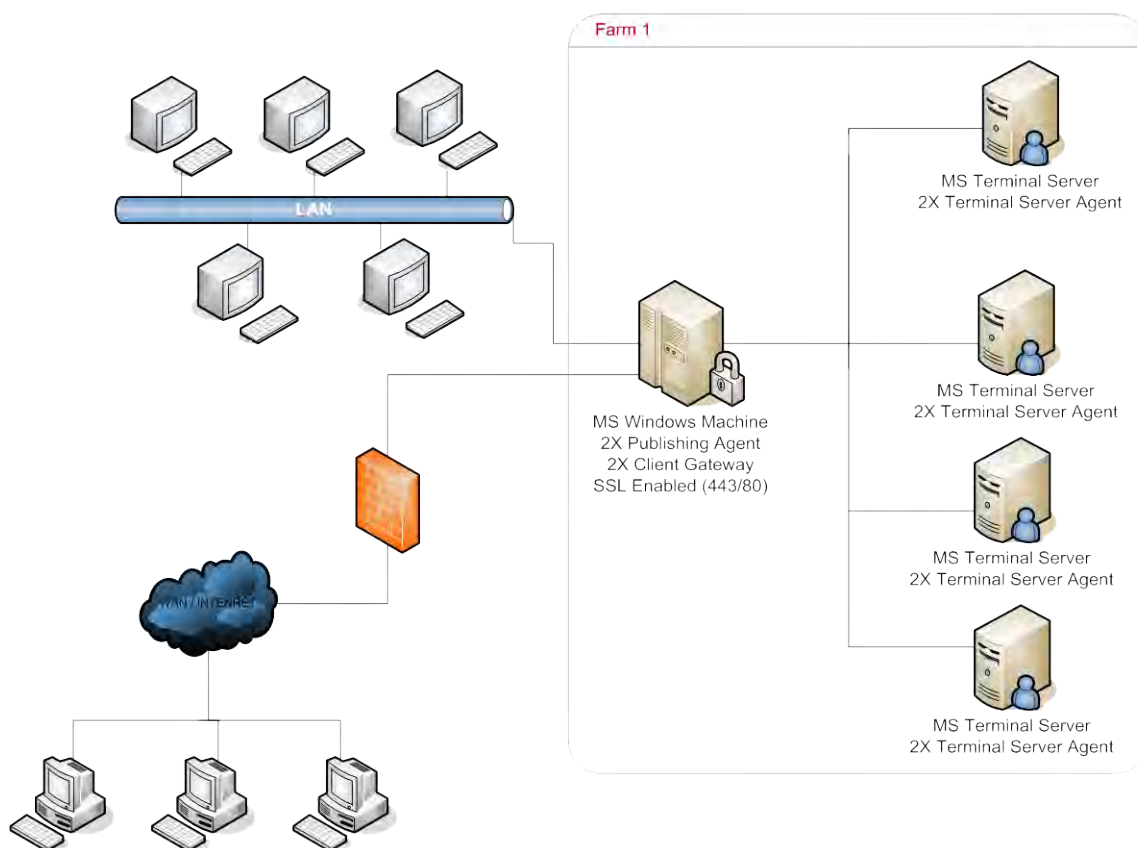 Farm 1
LAN
MS Terminal Server
2X Terminal Server Agent
MS Terminal Server
2X Terminal Server Agent
MS Windows Machine
2X Publishing Agent
2X Client Gateway
SSL Enabled (443/80)
MS Terminal Server
2X Terminal Server Agent
WAN / INTENRET
MS Terminal Server
2X Terminal Server Agent